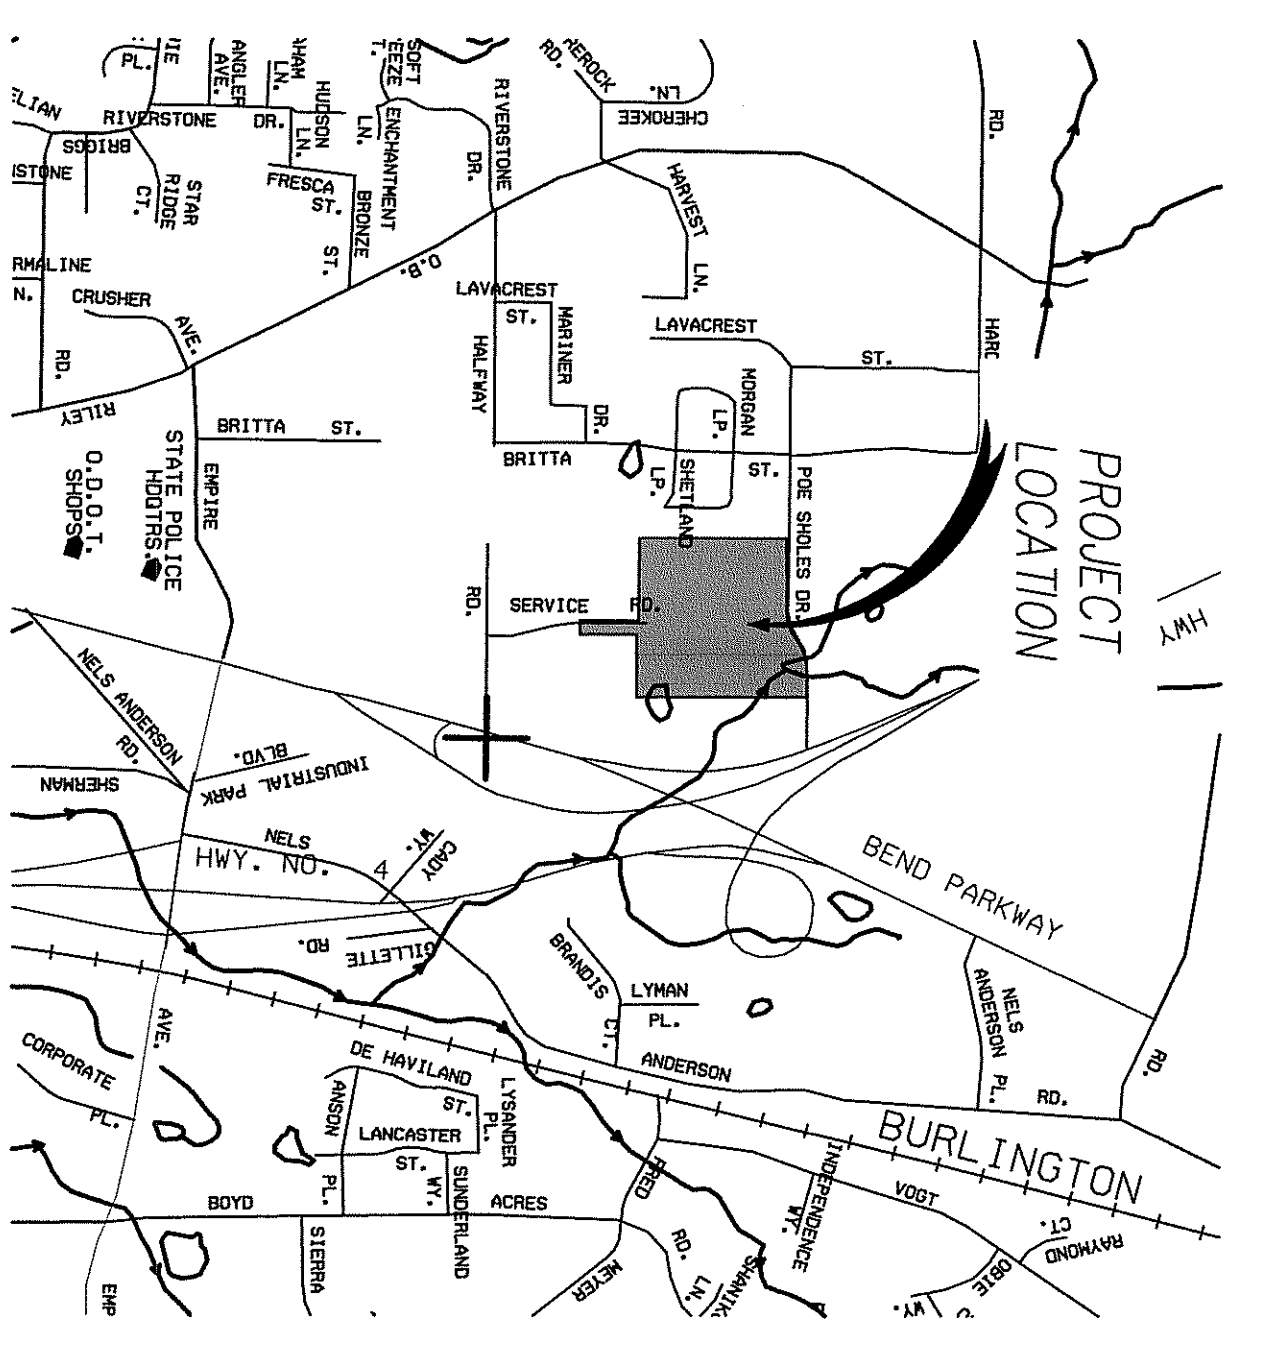 PL.
ANGLER
AVE.
LN.
HUDSON
LN.
SOFT
RIVERSTONE
DR.
RD.
LN.
CHEROKEE
RD.
RIVERSTONE
DR.
BRIGGS
LN.
ENCHANTMENT
STAR
RIDGE
CT.
FRESCA
ST.
BRONZE
ST.
HARVEST
LN.
O.B.
N.
CRUSHER
AVE.
RD.
RILEY
LAVACREST
ST.
MARINER
DR.
HALFWAY
LAVACREST
ST.
MORGAN
LP.
BRITTA
ST.
BRITTA
ST.
SHETLAND
LP.
POE SHOLES DR.
PROJECT
LOCATION
STATE POLICE
HDQTRS.
O.D.O.T.
SHOPS
EMPIRE
SERVICE
RD.
RD.
HWY
NELS ANDERSON
RD.
SHERMAN
INDUSTRIAL PARK
BLVD.
NELS
HWY. NO. 4
CADY
WY.
GILLETTE
RD.
BEND PARKWAY
BRANDIS
CT.
LYMAN
PL.
ANDERSON
RD.
NELS
ANDERSON PL.
RD.
AVE.
CORPORATE
PL.
DE HAVILAND
ST.
ANSON
PL.
LYSANDER
PL.
LANCASTER
ST.
SUNDERLAND
WY.
BURLINGTON
BOYD
ACRES
SIERRA
FRED
MEYER
RD.
LN.
INDEPENDENCE
WY.
VOGT
RAYMOND
CT.
OBIE
WY.